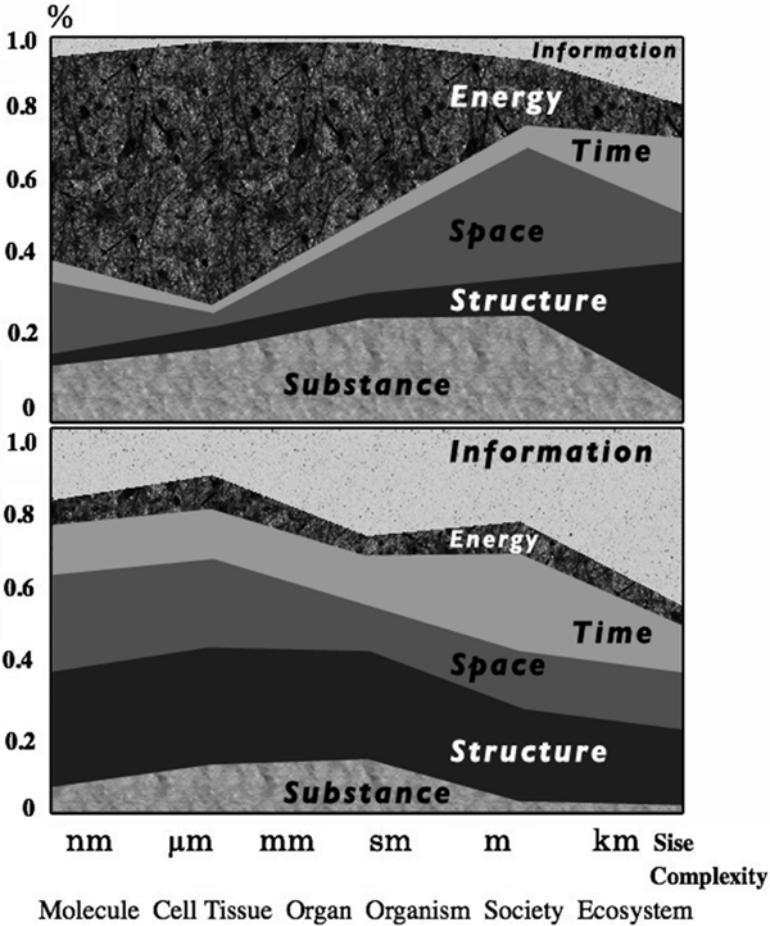 %
1.0
Information
0.8
Energy
Time
0.6
Space
0.4
Structure
0.2
Substance
0
1.0
Information
0.8
Energy
0.6
Time
0.4
Space
0.2
Structure
Substance
0
nm µm mm sm m km Sise
Complexity
Molecule Cell Tissue Organ Organism Society Ecosystem